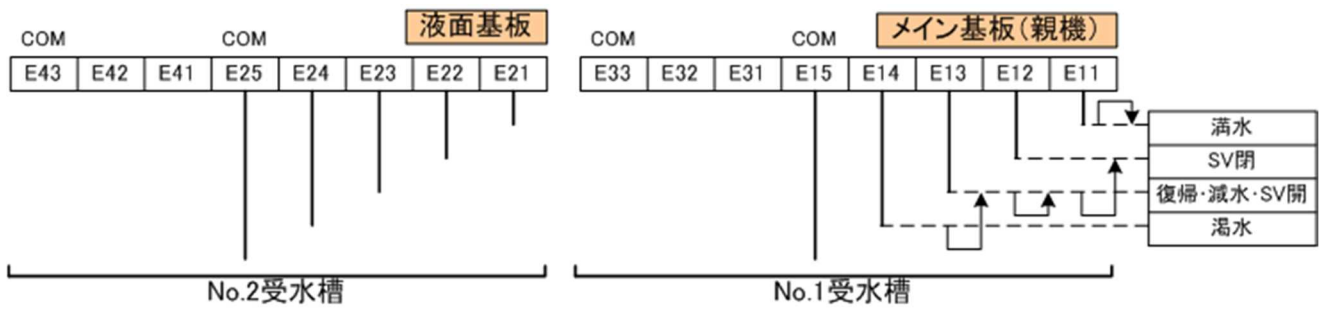 液面基板
メイン基板(親機)
COM COM COM COM
E43 E42 E41 E25 E24 E23 E22 E21 E33 E32 E31 E15 E14 E13 E12 E11
満水
SV閉
復帰・減水・SV開
渇水
No.2受水槽 No.1受水槽